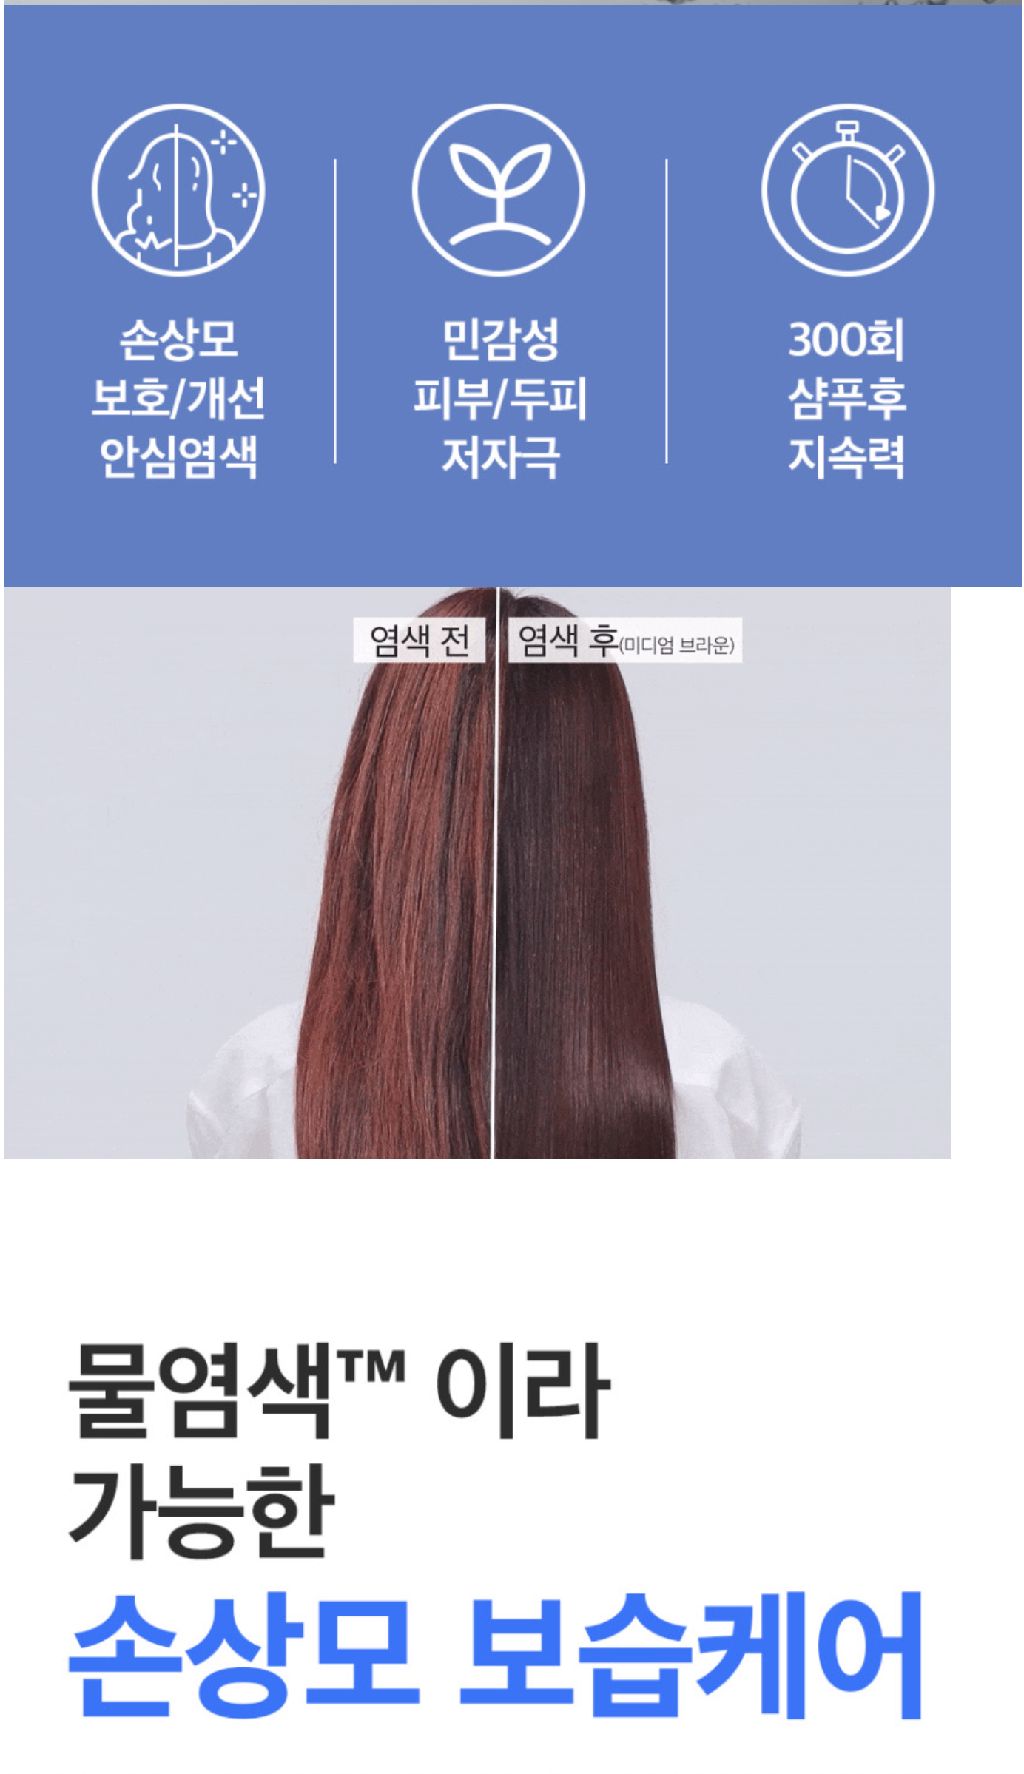 손상모
보호/개선
안심염색
민감성
피부/두피
저자극
300회
샴푸후
지속력
염색 전
염색 후(미디엄 브라운)
물염색™ 이라
가능한
손상모 보습케어